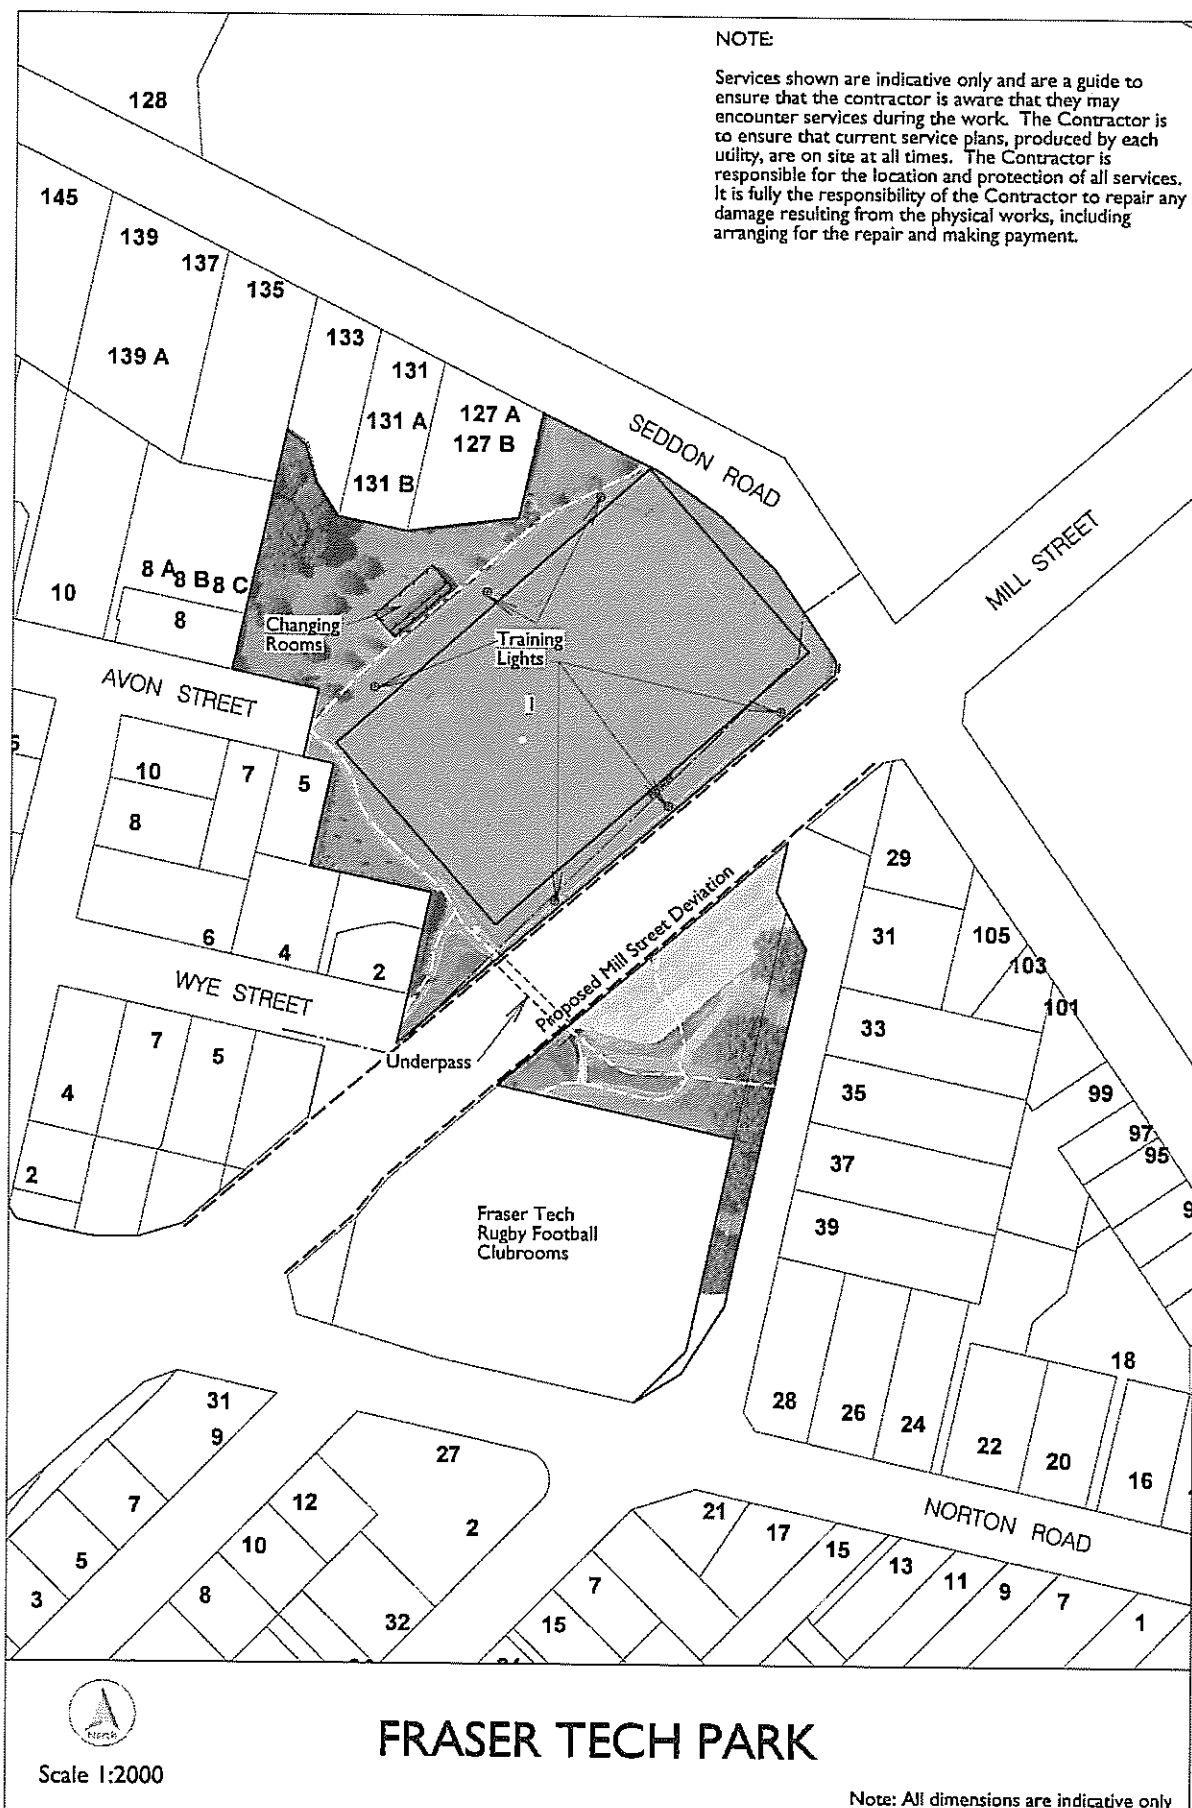 NOTE:
Services shown are indicative only and are a guide to
ensure that the contractor is aware that they may
encounter services during the work. The Contractor is
to ensure that current service plans, produced by each
utility, are on site at all times. The Contractor is
responsible for the location and protection of all services.
It is fully the responsibility of the Contractor to repair any
damage resulting from the physical works, including
arranging for the repair and making payment.
128
145
139
137
135
139 A
133
131
131 A
127 A
127 B
131 B
SEDDON ROAD
MILL STREET
10
8 A
8 B
8 C
8
Changing
Rooms
Training
Lights
AVON STREET
1
10
7
5
8
6
4
2
WYE STREET
Proposed Mill Street Deviation
Underpass
29
31
105
103
101
33
35
99
97
95
37
39
7
5
4
2
Fraser Tech
Rugby Football
Clubrooms
18
28
26
24
22
20
16
NORTON ROAD
31
9
7
5
3
27
12
2
10
8
32
21
17
15
13
11
9
7
1
7
15
Scale 1:2000
FRASER TECH PARK
Note: All dimensions are indicative only